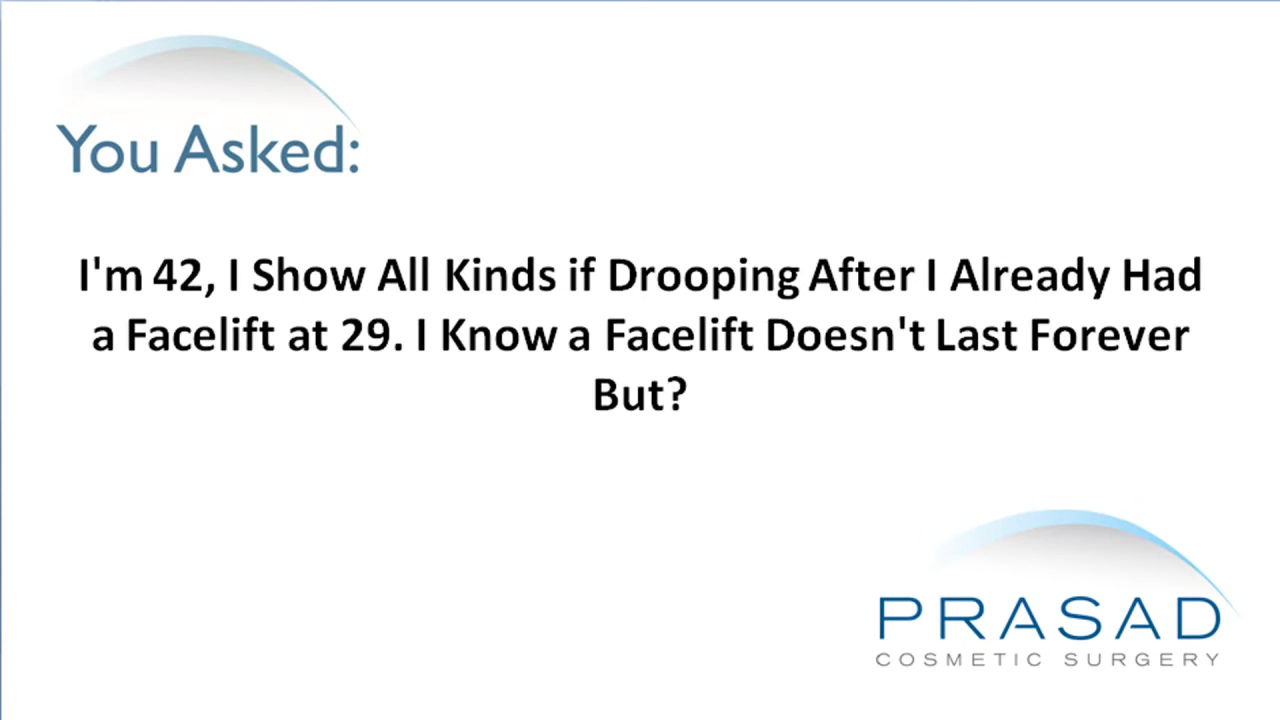 You Asked:
I'm 42, I Show All Kinds if Drooping After I Already Had
a Facelift at 29. I Know a Facelift Doesn't Last Forever
But?
PRASAD
COSMETIC SURGERY